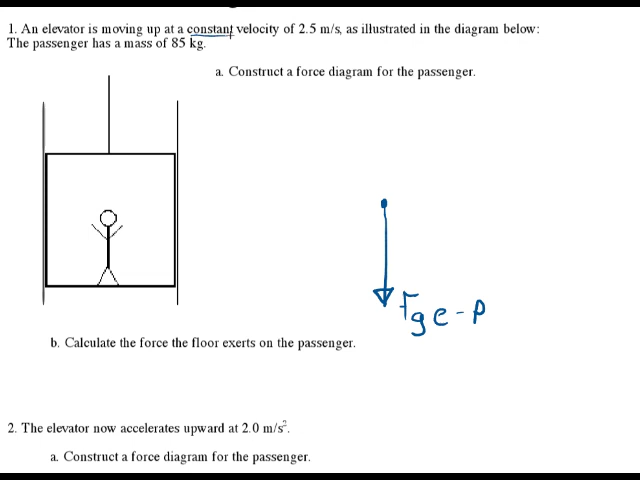 1. An elevator is moving up at a constant velocity of 2.5 m/s, as illustrated in the diagram below:
The passenger has a mass of 85 kg.
a. Construct a force diagram for the passenger.
Fg e-p
b. Calculate the force the floor exerts on the passenger.
2. The elevator now accelerates upward at 2.0 m/s².
a. Construct a force diagram for the passenger.